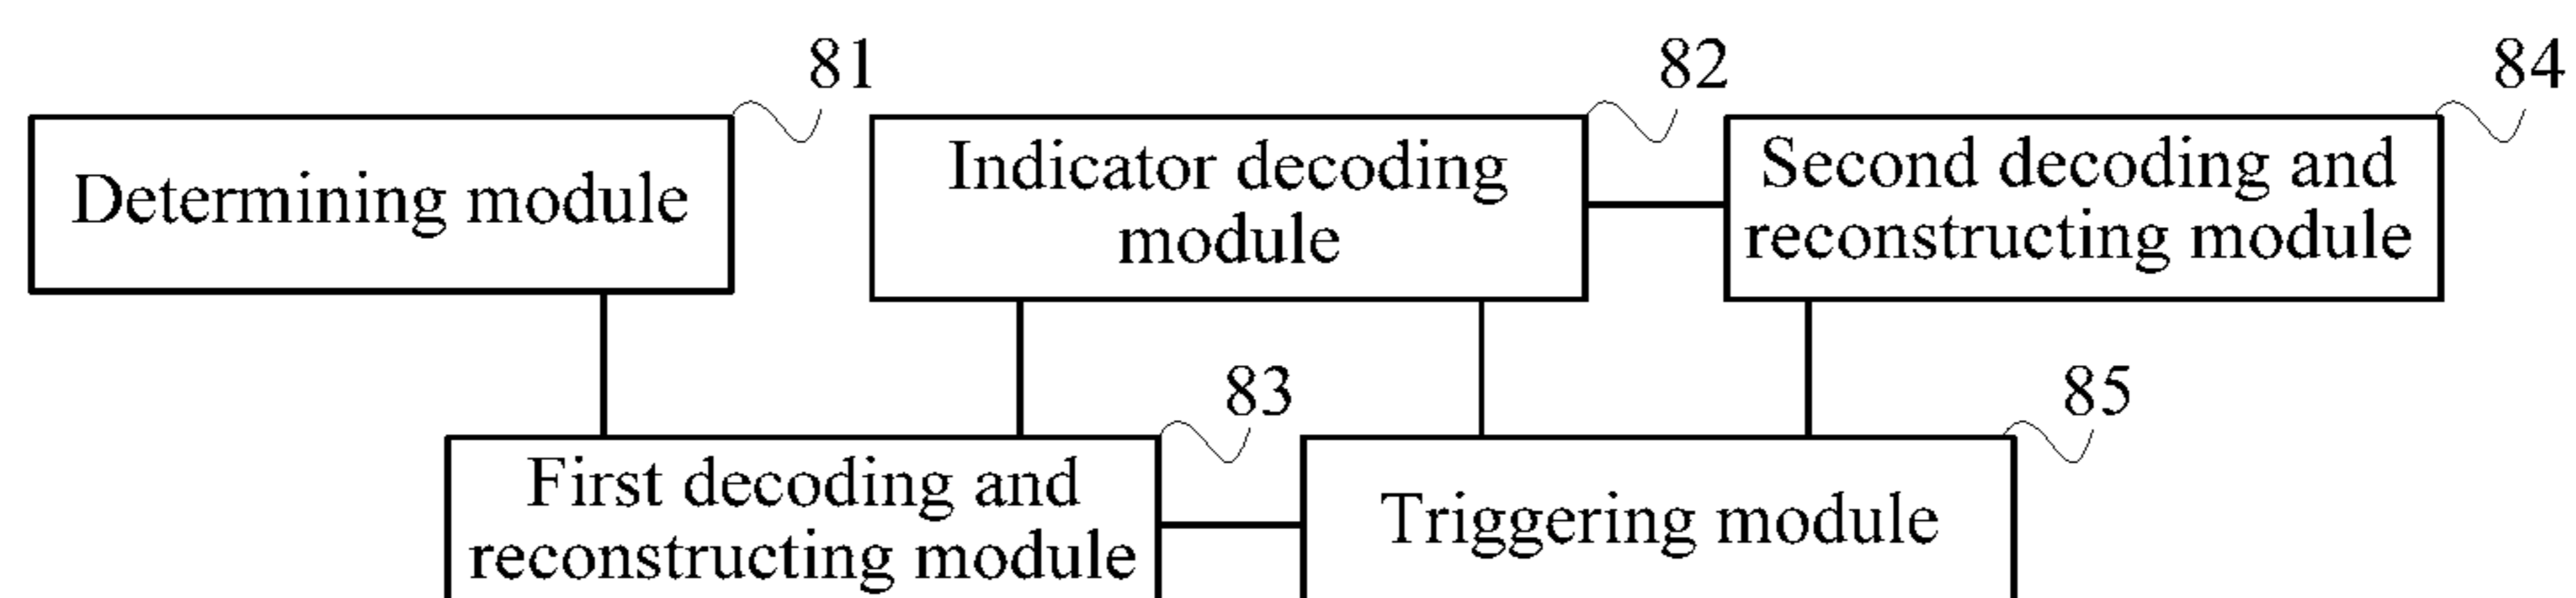 81
82
84
Determining module
Indicator decoding
module
Second decoding and
reconstructing module
83
85
First decoding and
reconstructing module
Triggering module